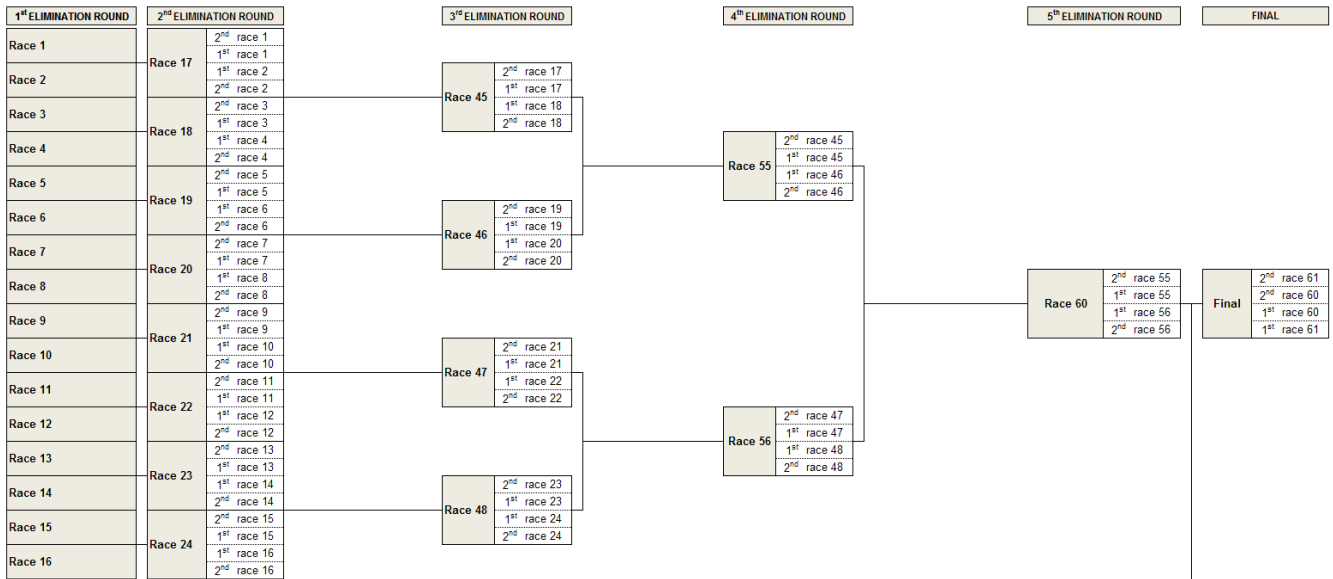 1st ELIMINATION ROUND
2nd ELIMINATION ROUND
3rd ELIMINATION ROUND
4th ELIMINATION ROUND
5th ELIMINATION ROUND
FINAL
Race 1
Race 2
Race 3
Race 4
Race 5
Race 6
Race 7
Race 8
Race 9
Race 10
Race 11
Race 12
Race 13
Race 14
Race 15
Race 16
Race 17
2nd race 1
1st race 1
1st race 2
2nd race 2
Race 18
2nd race 3
1st race 3
1st race 4
2nd race 4
Race 19
2nd race 5
1st race 5
1st race 6
2nd race 6
Race 20
2nd race 7
1st race 7
1st race 8
2nd race 8
Race 21
2nd race 9
1st race 9
1st race 10
2nd race 10
Race 22
2nd race 11
1st race 11
1st race 12
2nd race 12
Race 23
2nd race 13
1st race 13
1st race 14
2nd race 14
Race 24
2nd race 15
1st race 15
1st race 16
2nd race 16
Race 45
2nd race 17
1st race 17
1st race 18
2nd race 18
Race 46
2nd race 19
1st race 19
1st race 20
2nd race 20
Race 47
2nd race 21
1st race 21
1st race 22
2nd race 22
Race 48
2nd race 23
1st race 23
1st race 24
2nd race 24
Race 55
2nd race 45
1st race 45
1st race 46
2nd race 46
Race 56
2nd race 47
1st race 47
1st race 48
2nd race 48
Race 60
2nd race 55
1st race 55
1st race 56
2nd race 56
Final
2nd race 61
2nd race 60
1st race 60
1st race 61